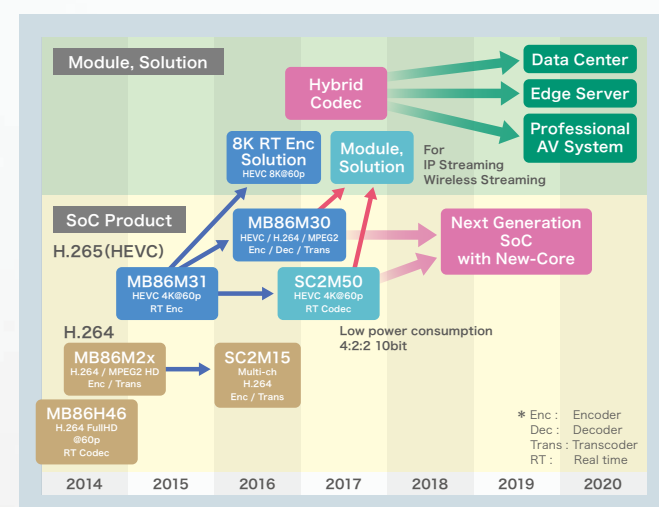 Module, Solution
Hybrid
Codec
Data Center
Edge Server
Professional
AV System
8K RT Enc
Solution
HEVC 8K@60p
Module,
Solution
For
IP Streaming
Wireless Streaming
SoC Product
H.265(HEVC)
MB86M30
HEVC / H.264 / MPEG2
Enc / Dec / Trans
Next Generation
SoC
with New-Core
MB86M31
HEVC 4K@60p
RT Enc
SC2M50
HEVC 4K@60p
RT Codec
Low power consumption
4:2:2 10bit
H.264
MB86M2x
H.264 / MPEG2 HD
Enc / Trans
SC2M15
Multi-ch
H.264
Enc / Trans
MB86H46
H.264 FullHD
@60p
RT Codec
* Enc : Encoder
Dec : Decoder
Trans : Transcoder
RT : Real time
2014 2015 2016 2017 2018 2019 2020